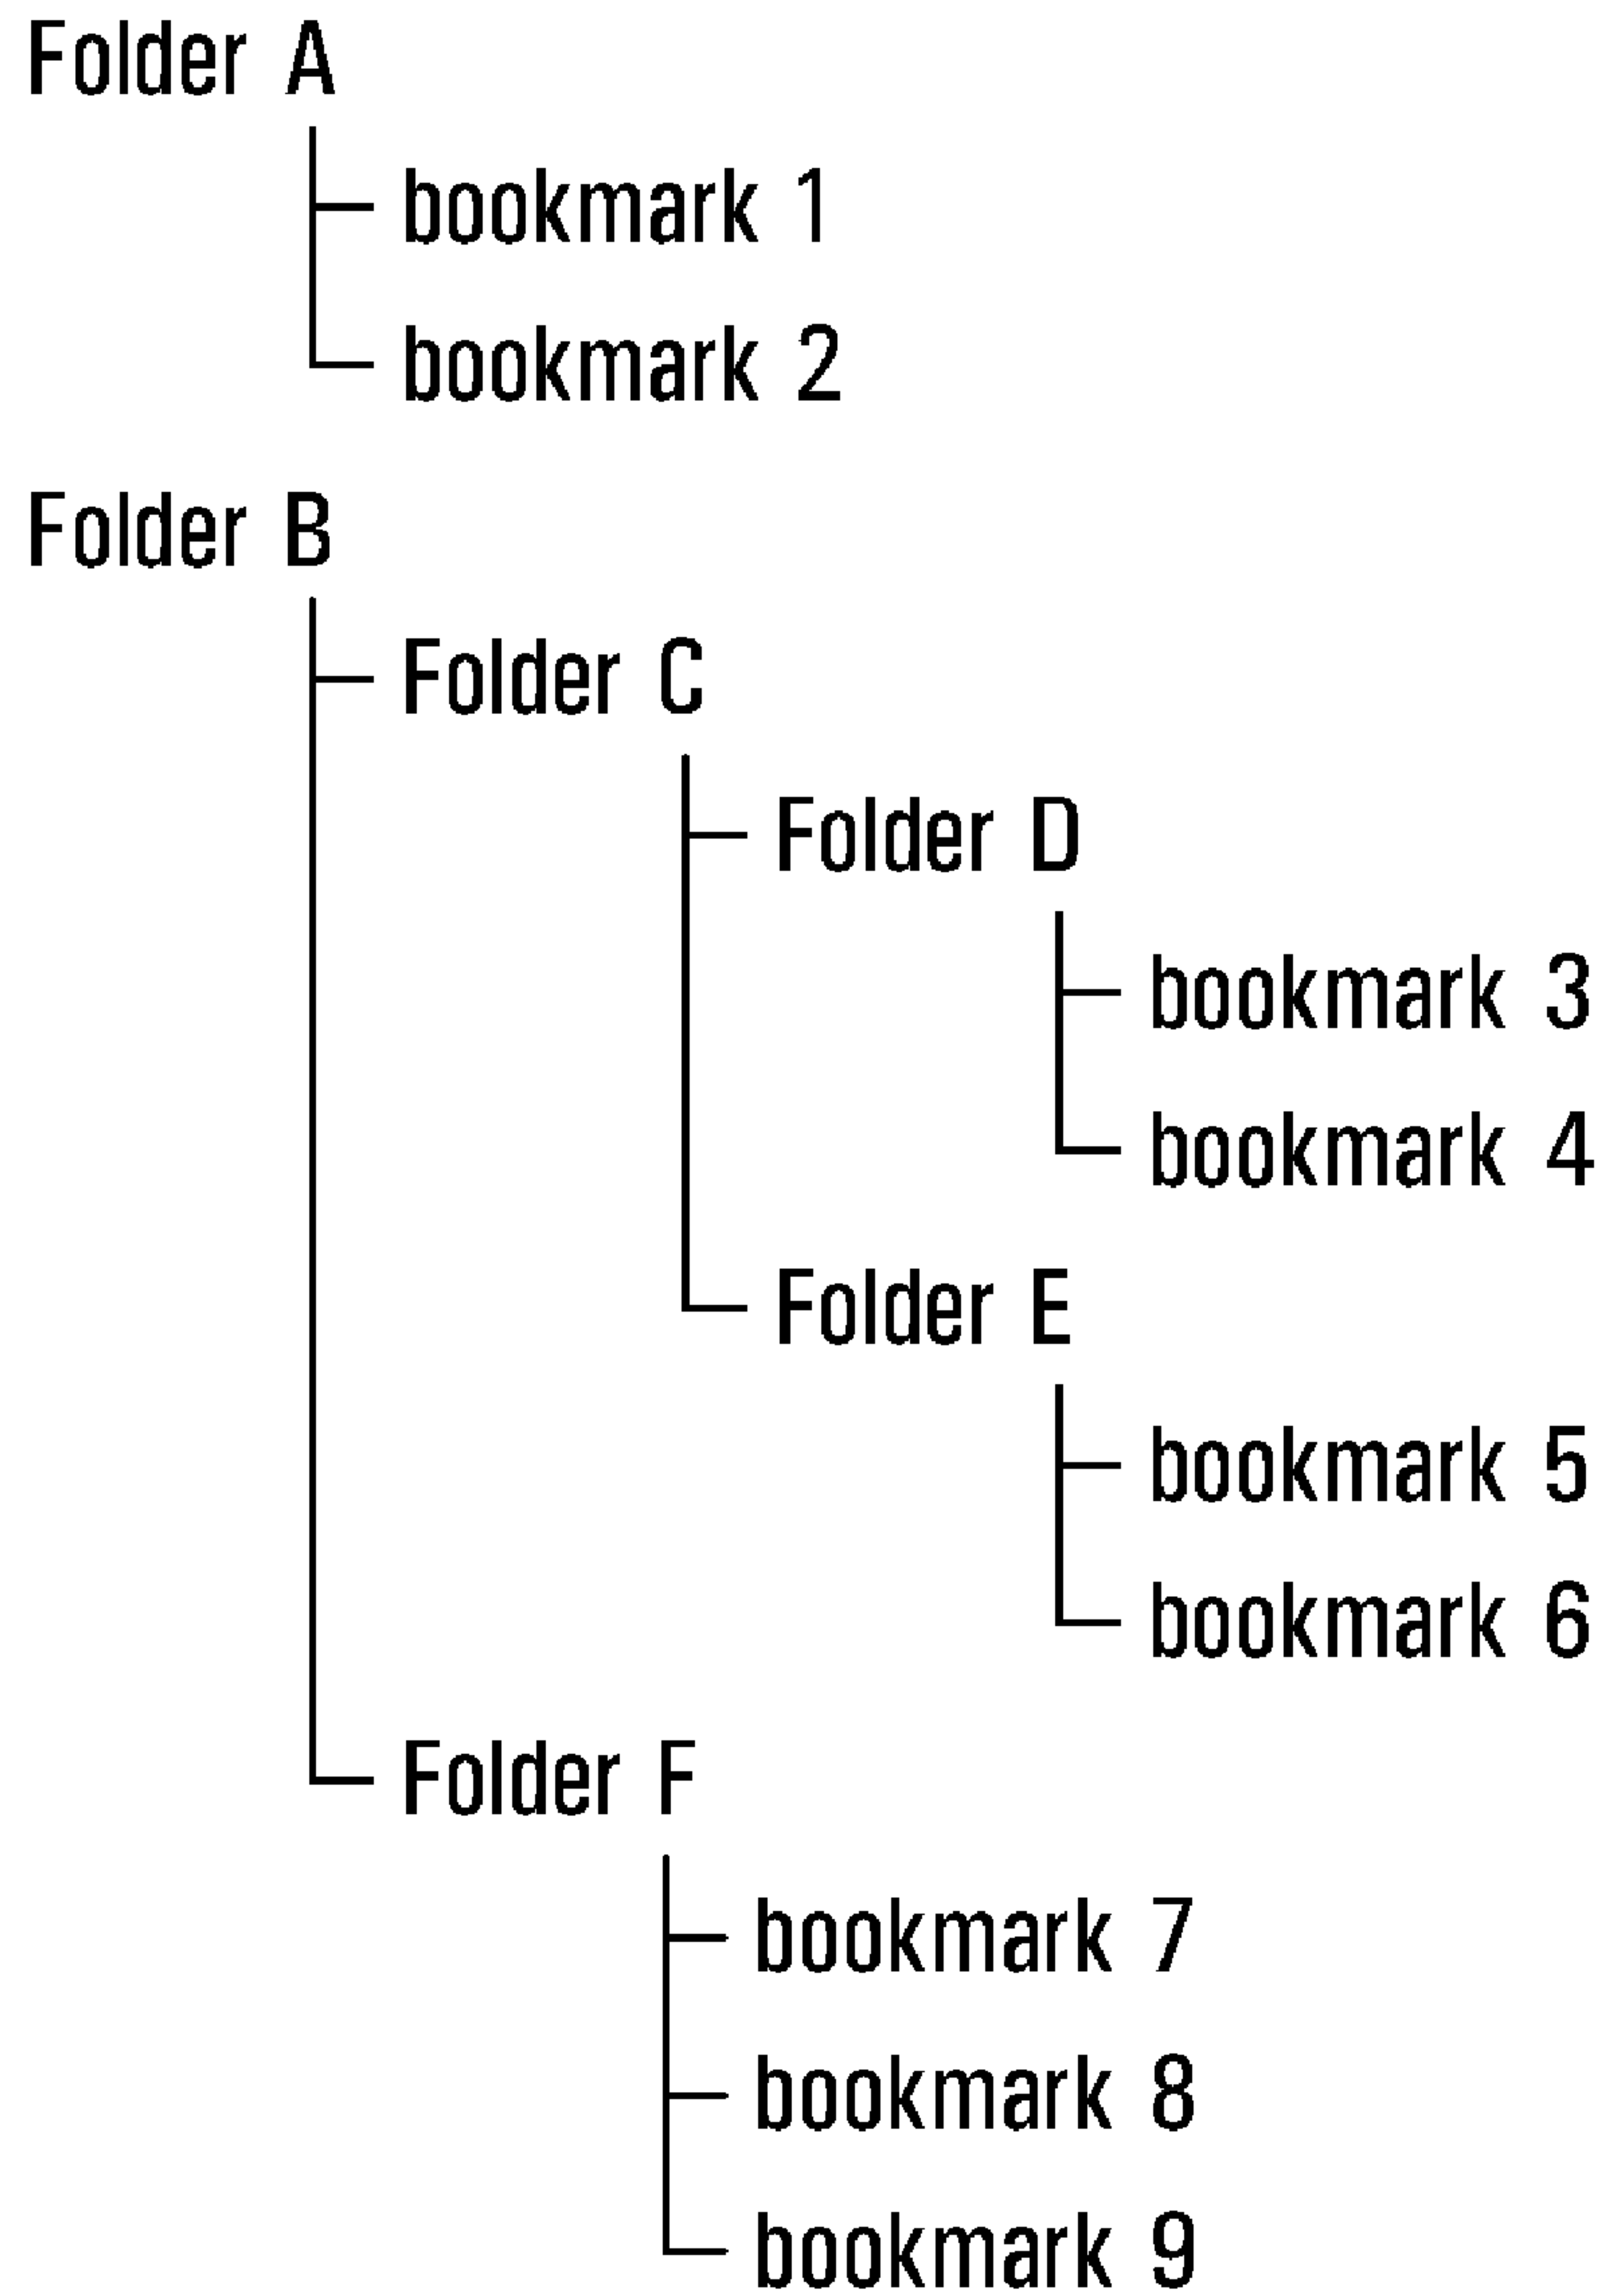 Folder A
bookmark 1
bookmark 2
Folder B
Folder C
Folder D
bookmark 3
bookmark 4
Folder E
bookmark 5
bookmark 6
Folder F
bookmark 7
bookmark 8
bookmark 9